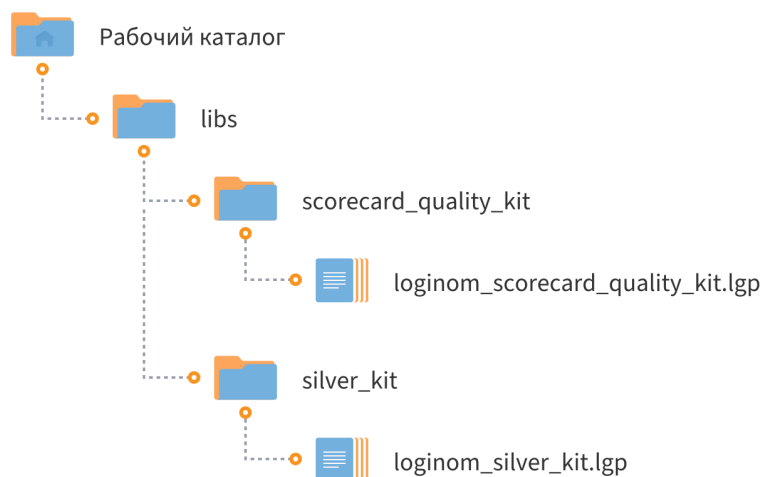 Рабочий каталог
libs
scorecard_quality_kit
loginom_scorecard_quality_kit.lgp
silver_kit
loginom_silver_kit.lgp